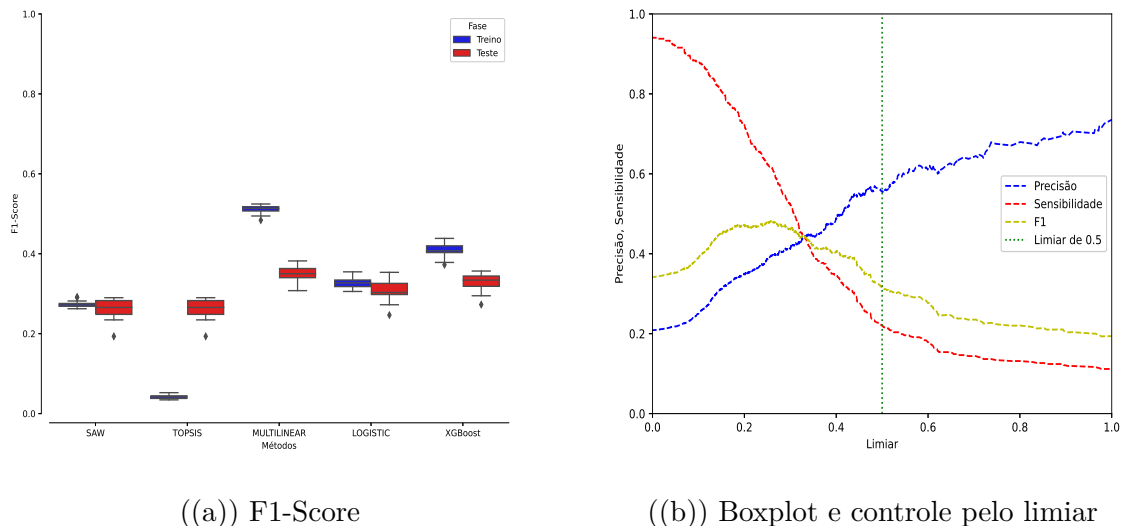 1.0
0.8
0.6
0.4
0.2
0.0
F1-Score
Fase
Treino
Teste
SAW TOPSIS MULTILINEAR LOGISTIC XGBoost
Métodos
((a)) F1-Score
1.0
0.8
0.6
0.4
0.2
0.0
Precisão, Sensibilidade
Precisão
Sensibilidade
F1
Limiar de 0.5
0.0 0.2 0.4 0.6 0.8 1.0
Limiar
((b)) Boxplot e controle pelo limiar